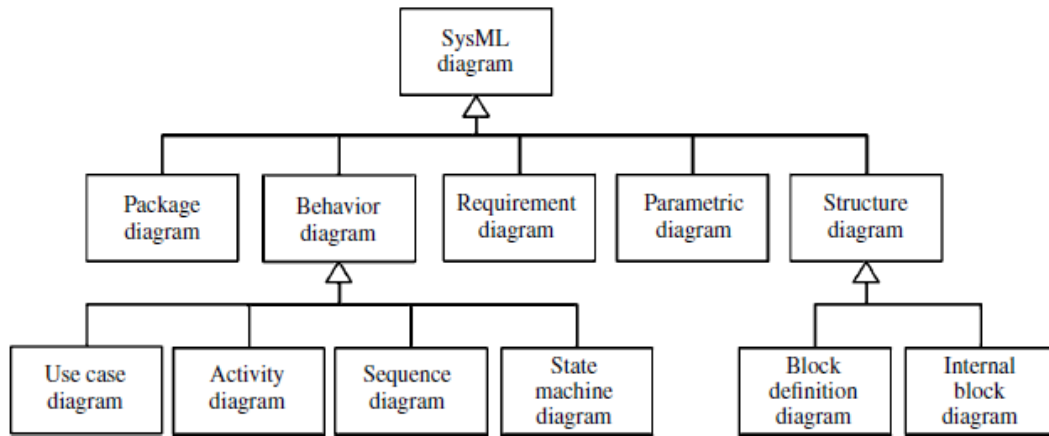 SysML
diagram
Package
diagram
Behavior
diagram
Requirement
diagram
Parametric
diagram
Structure
diagram
Use case
diagram
Activity
diagram
Sequence
diagram
State
machine
diagram
Block
definition
diagram
Internal
block
diagram